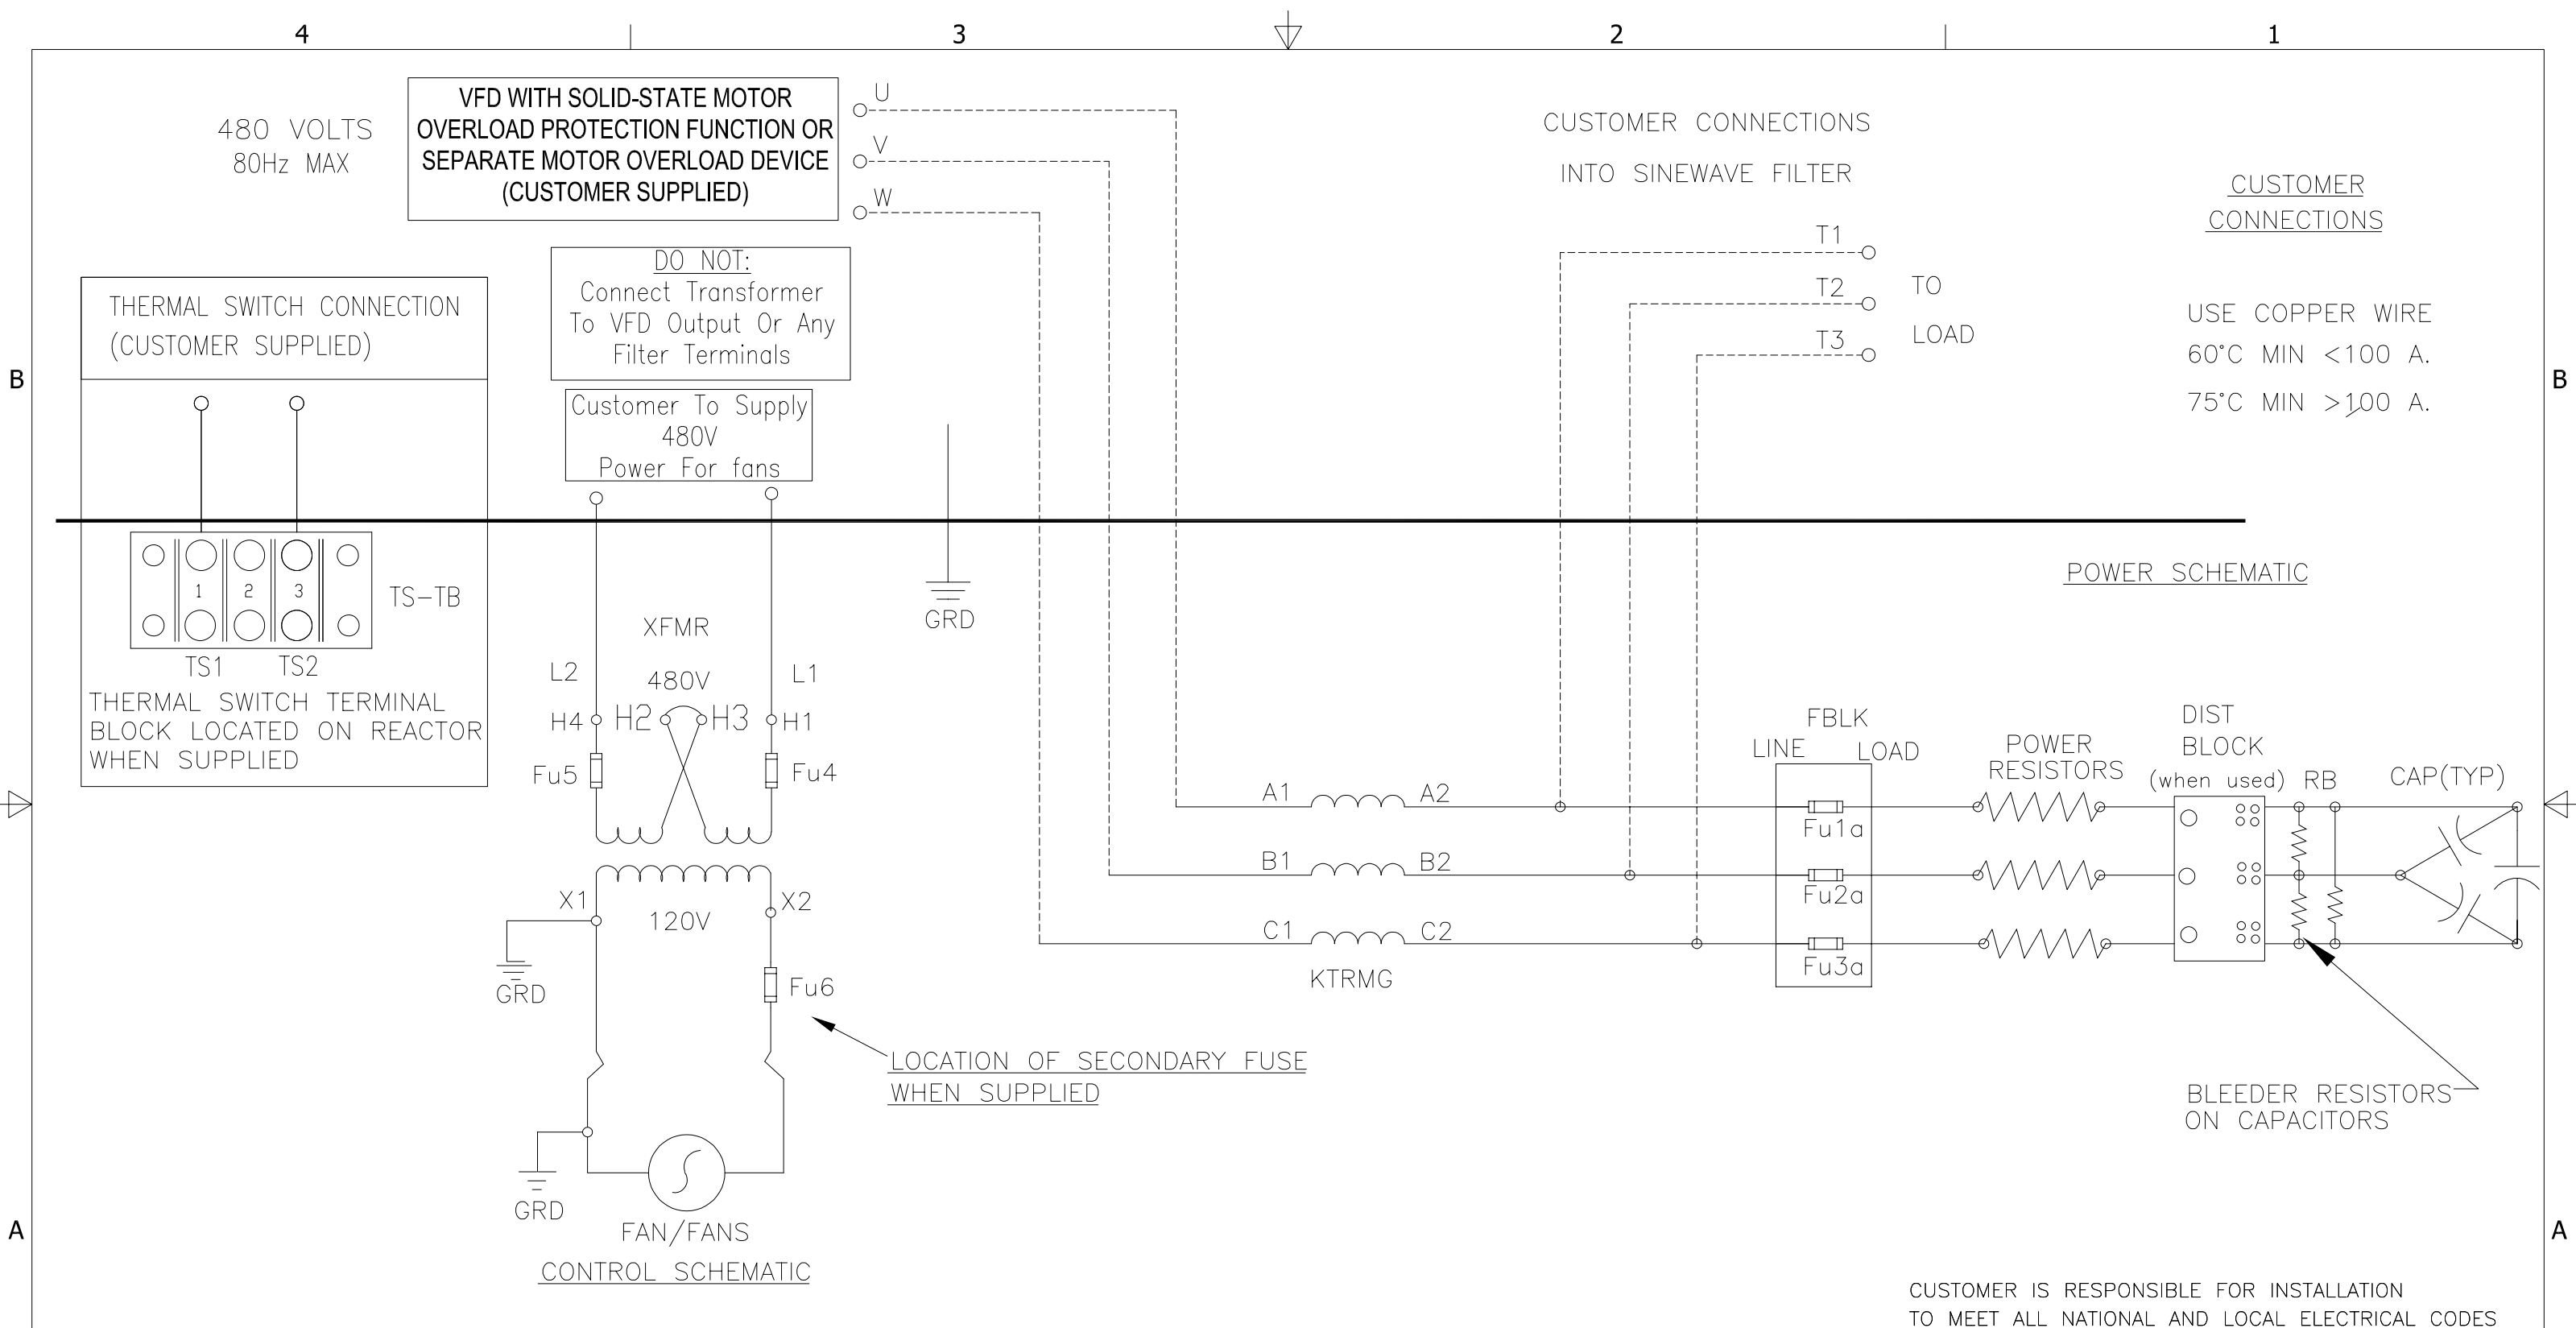 4
3
2
1
480 VOLTS
80Hz MAX
VFD WITH SOLID-STATE MOTOR
OVERLOAD PROTECTION FUNCTION OR
SEPARATE MOTOR OVERLOAD DEVICE
(CUSTOMER SUPPLIED)
U
V
W
CUSTOMER CONNECTIONS
INTO SINEWAVE FILTER
CUSTOMER
CONNECTIONS
T1
T2
T3
TO
LOAD
USE COPPER WIRE
60°C MIN <100 A.
75°C MIN >100 A.
B
B
THERMAL SWITCH CONNECTION
(CUSTOMER SUPPLIED)
DO NOT:
Connect Transformer
To VFD Output Or Any
Filter Terminals
Customer To Supply
480V
Power For fans
1
2
3
TS-TB
TS1
TS2
THERMAL SWITCH TERMINAL
BLOCK LOCATED ON REACTOR
WHEN SUPPLIED
GRD
POWER SCHEMATIC
XFMR
480V
L2
L1
H4
H2
H3
H1
Fu5
Fu4
X1
X2
120V
GRD
Fu6
LOCATION OF SECONDARY FUSE
WHEN SUPPLIED
GRD
FAN/FANS
CONTROL SCHEMATIC
A1
A2
B1
B2
C1
C2
KTRMG
FBLK
LINE
LOAD
Fu1a
Fu2a
Fu3a
POWER
RESISTORS
DIST
BLOCK
(when used)
RB
CAP(TYP)
BLEEDER RESISTORS
ON CAPACITORS
A
A
CUSTOMER IS RESPONSIBLE FOR INSTALLATION
TO MEET ALL NATIONAL AND LOCAL ELECTRICAL CODES